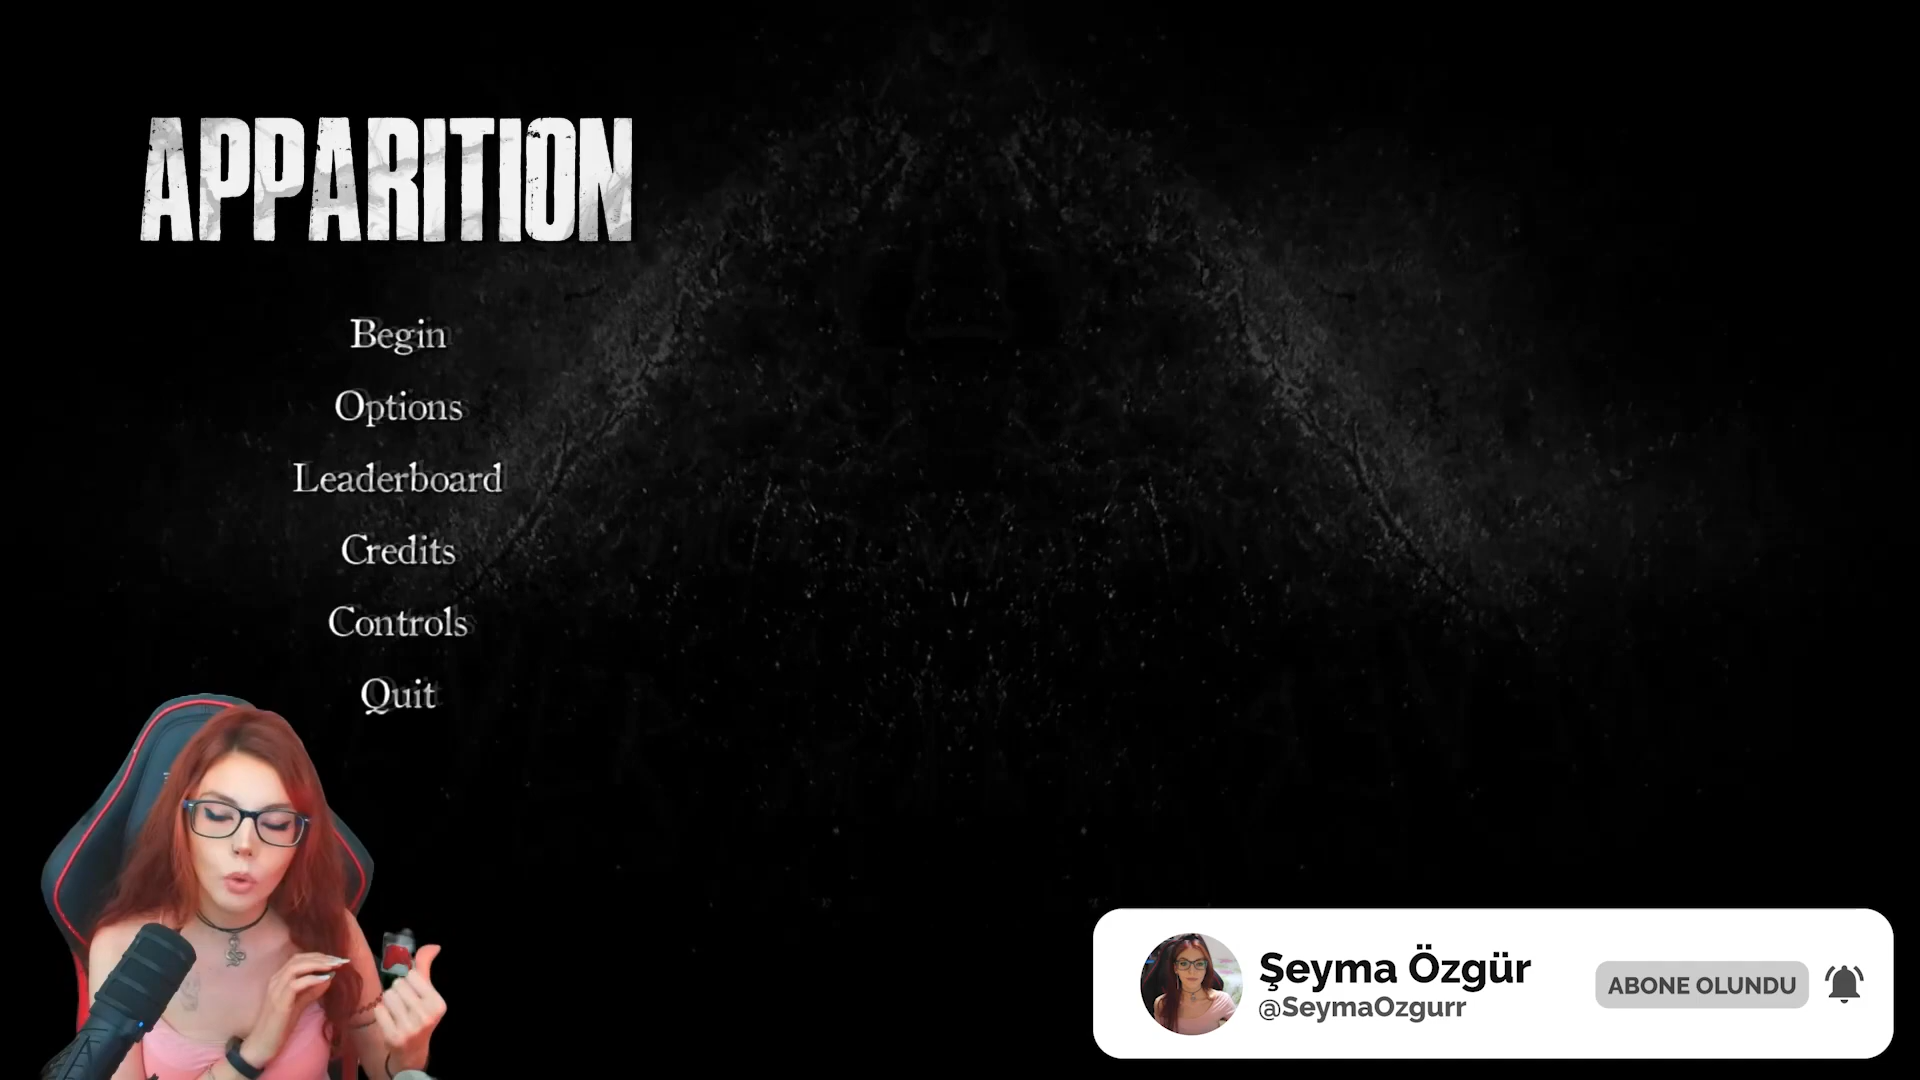 APPARITION
Begin
Options
Leaderboard
Credits
Controls
Quit
Şeyma Özgür
@SeymaOzgurr
ABONE OLUNDU